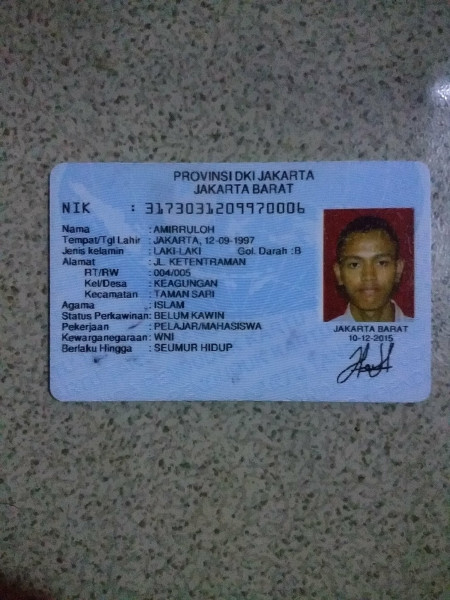 PROVINSI DKI JAKARTA
JAKARTA BARAT
NIK : 3173031209970006
Nama : AMIRRULOH
Tempat/Tgl Lahir : JAKARTA, 12-09-1997
Jenis kelamin : LAKI-LAKI Gol. Darah :B
Alamat : JL. KETENTRAMAN
RT/RW : 004/005
Kel/Desa : KEAGUNGAN
Kecamatan : TAMAN SARI
Agama : ISLAM
Status Perkawinan: BELUM KAWIN
Pekerjaan : PELAJAR/MAHASISWA
Kewarganegaraan: WNI
Berlaku Hingga : SEUMUR HIDUP
JAKARTA BARAT
10-12-2015